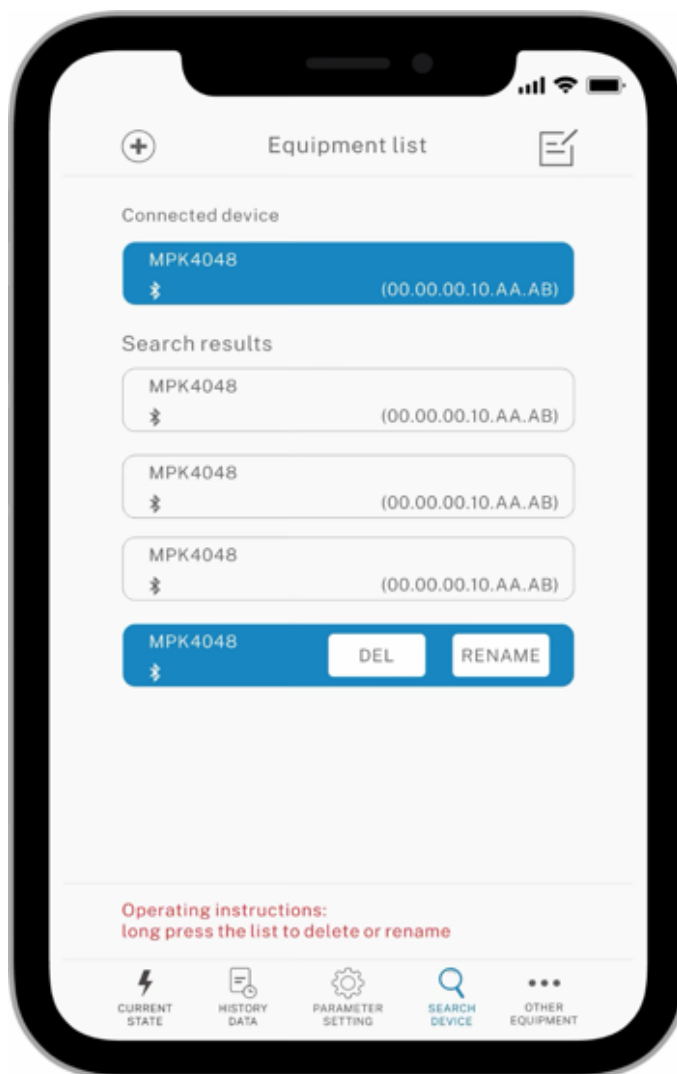 Equipment list
Connected device
MPK4048
(00.00.00.10.AA.AB)
Search results
MPK4048
(00.00.00.10.AA.AB)
MPK4048
(00.00.00.10.AA.AB)
MPK4048
(00.00.00.10.AA.AB)
MPK4048
DEL RENAME
Operating instructions:
long press the list to delete or rename
CURRENT STATE
HISTORY DATA
PARAMETER SETTING
SEARCH DEVICE
OTHER EQUIPMENT